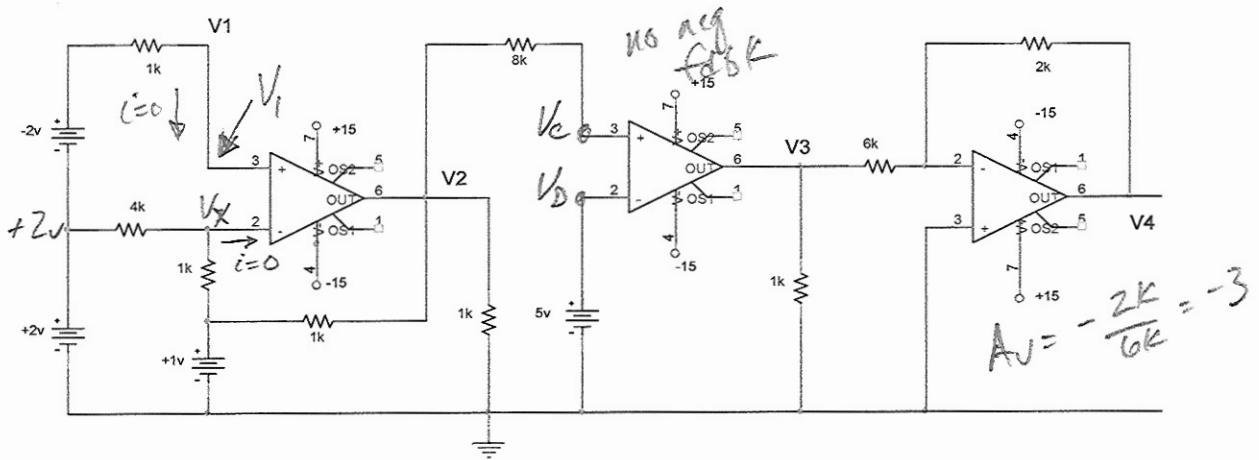 V1
1k
i=0
V1
-2v
+
-
3
+
2
-
7
+15
OS2
5
OUT
6
OS1
1
4
-15
V2
+2v
4k
Vx
i=0
1k
1k
+2v
+
-
+1v
+
-
1k
8k
no neg
fdbk
VC
VD
3
+
2
-
7
+15
OS2
5
OUT
6
OS1
1
4
-15
5v
+
-
V3
6k
1k
2k
2
-
3
+
4
-15
OS1
1
OUT
6
OS2
5
7
+15
V4
Av = - 2k/6k = -3